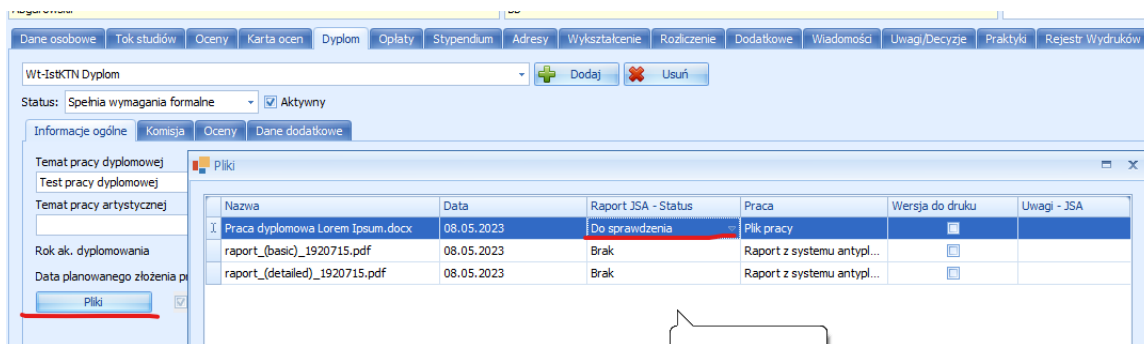 Dane osobowe Tok studiów Oceny Karta ocen Dyplom Opłaty Stypendium Adresy Wykształcenie Rozliczenie Dodatkowe Wiadomości Uwagi/Decyzje Praktyki Rejestr Wydruków
Wt-IstKTN Dyplom Dodaj Usuń
Status: Spełnia wymagania formalne Aktywny
Informacje ogólne Komisja Oceny Dane dodatkowe
Temat pracy dyplomowej
Pliki
Test pracy dyplomowej
Temat pracy artystycznej
Nazwa Data Raport JSA - Status Praca Wersja do druku Uwagi - JSA
Praca dyplomowa Lorem Ipsum.docx 08.05.2023 Do sprawdzenia Plik pracy
raport_(basic)_1920715.pdf 08.05.2023 Brak Raport z systemu antypl...
raport_(detailed)_1920715.pdf 08.05.2023 Brak Raport z systemu antypl...
Rok ak. dyplomowania
Data planowanego złożenia
Pliki